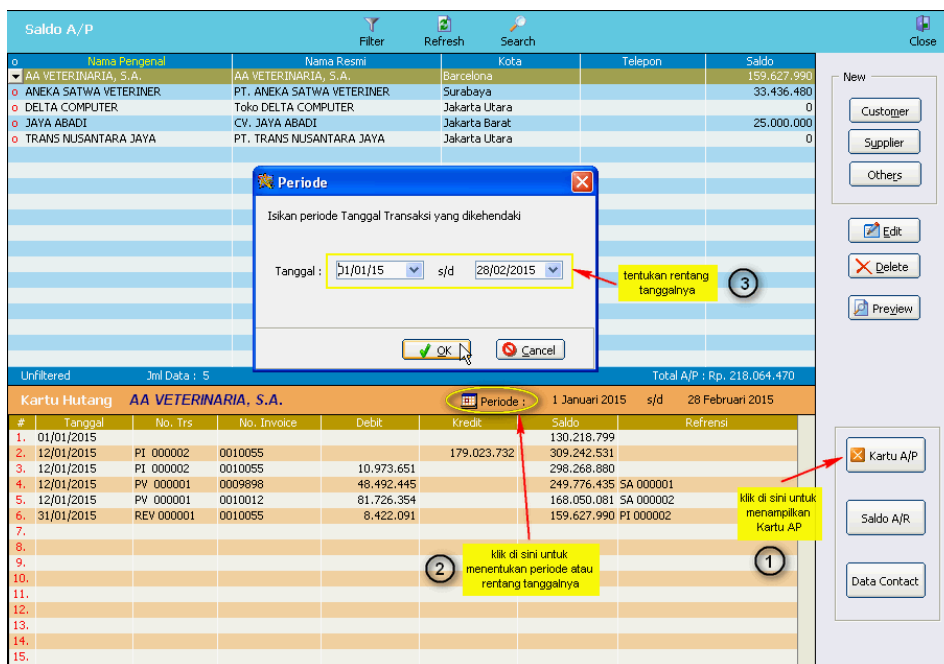 Saldo A/P
Filter Refresh Search Close
o Nama Pengenal Nama Resmi Kota Telepon Saldo
AA VETERINARIA, S.A. AA VETERINARIA, S.A. Barcelona 159.627.990
o ANEKA SATWA VETERINER PT. ANEKA SATWA VETERINER Surabaya 33.436.480
o DELTA COMPUTER Toko DELTA COMPUTER Jakarta Utara 0
o JAYA ABADI CV. JAYA ABADI Jakarta Barat 25.000.000
o TRANS NUSANTARA JAYA PT. TRANS NUSANTARA JAYA Jakarta Utara 0
New
Customer
Supplier
Others
Edit
Delete
Preview
Periode
Isikan periode Tanggal Transaksi yang dikehendaki
Tanggal : 01/01/15 s/d 28/02/2015
OK Cancel
tentukan rentang
tanggalnya
3
Unfiltered Jml Data : 5 Total A/P : Rp. 218.064.470
Kartu Hutang AA VETERINARIA, S.A. Periode : 1 Januari 2015 s/d 28 Februari 2015
# Tanggal No. Trs No. Invoice Debit Kredit Saldo Refrensi
1. 01/01/2015 130.218.799
2. 12/01/2015 PI 000002 0010055 179.023.732 309.242.531
3. 12/01/2015 PI 000002 0010055 10.973.651 298.268.880
4. 12/01/2015 PV 000001 0009898 48.492.445 249.776.435 SA 000001
5. 12/01/2015 PV 000001 0010012 81.726.354 168.050.081 SA 000002
6. 31/01/2015 REV 000001 0010055 8.422.091 159.627.990 PI 000002
7.
8.
9.
10.
11.
12.
13.
14.
15.
2
klik di sini untuk
menentukan periode atau
rentang tanggalnya
klik di sini untuk
menampilkan
Kartu AP
1
Kartu A/P
Saldo A/R
Data Contact